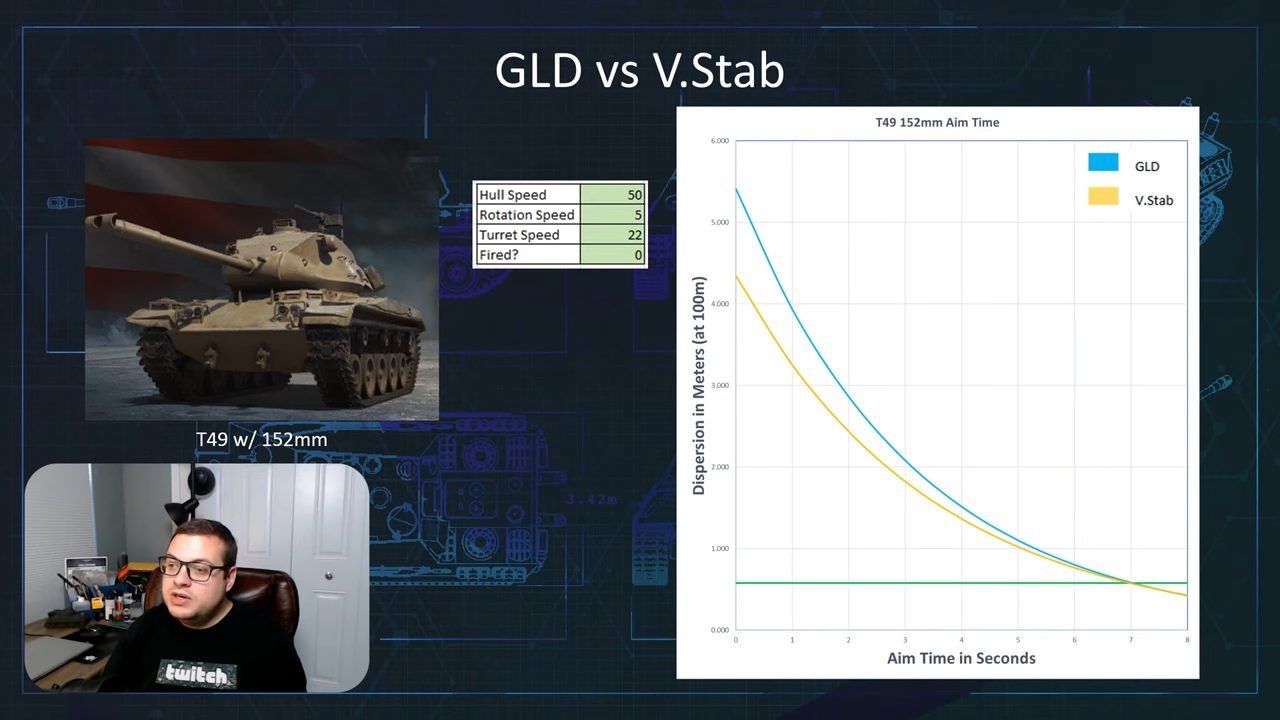 GLD vs V.Stab
Hull Speed 50
Rotation Speed 5
Turret Speed 22
Fired? 0
T49 w/ 152mm
3.42m
twitch
T49 152mm Aim Time
GLD
V.Stab
Dispersion in Meters (at 100m)
6.000
5.000
4.000
3.000
2.000
1.000
0.000
0 1 2 3 4 5 6 7 8
Aim Time in Seconds